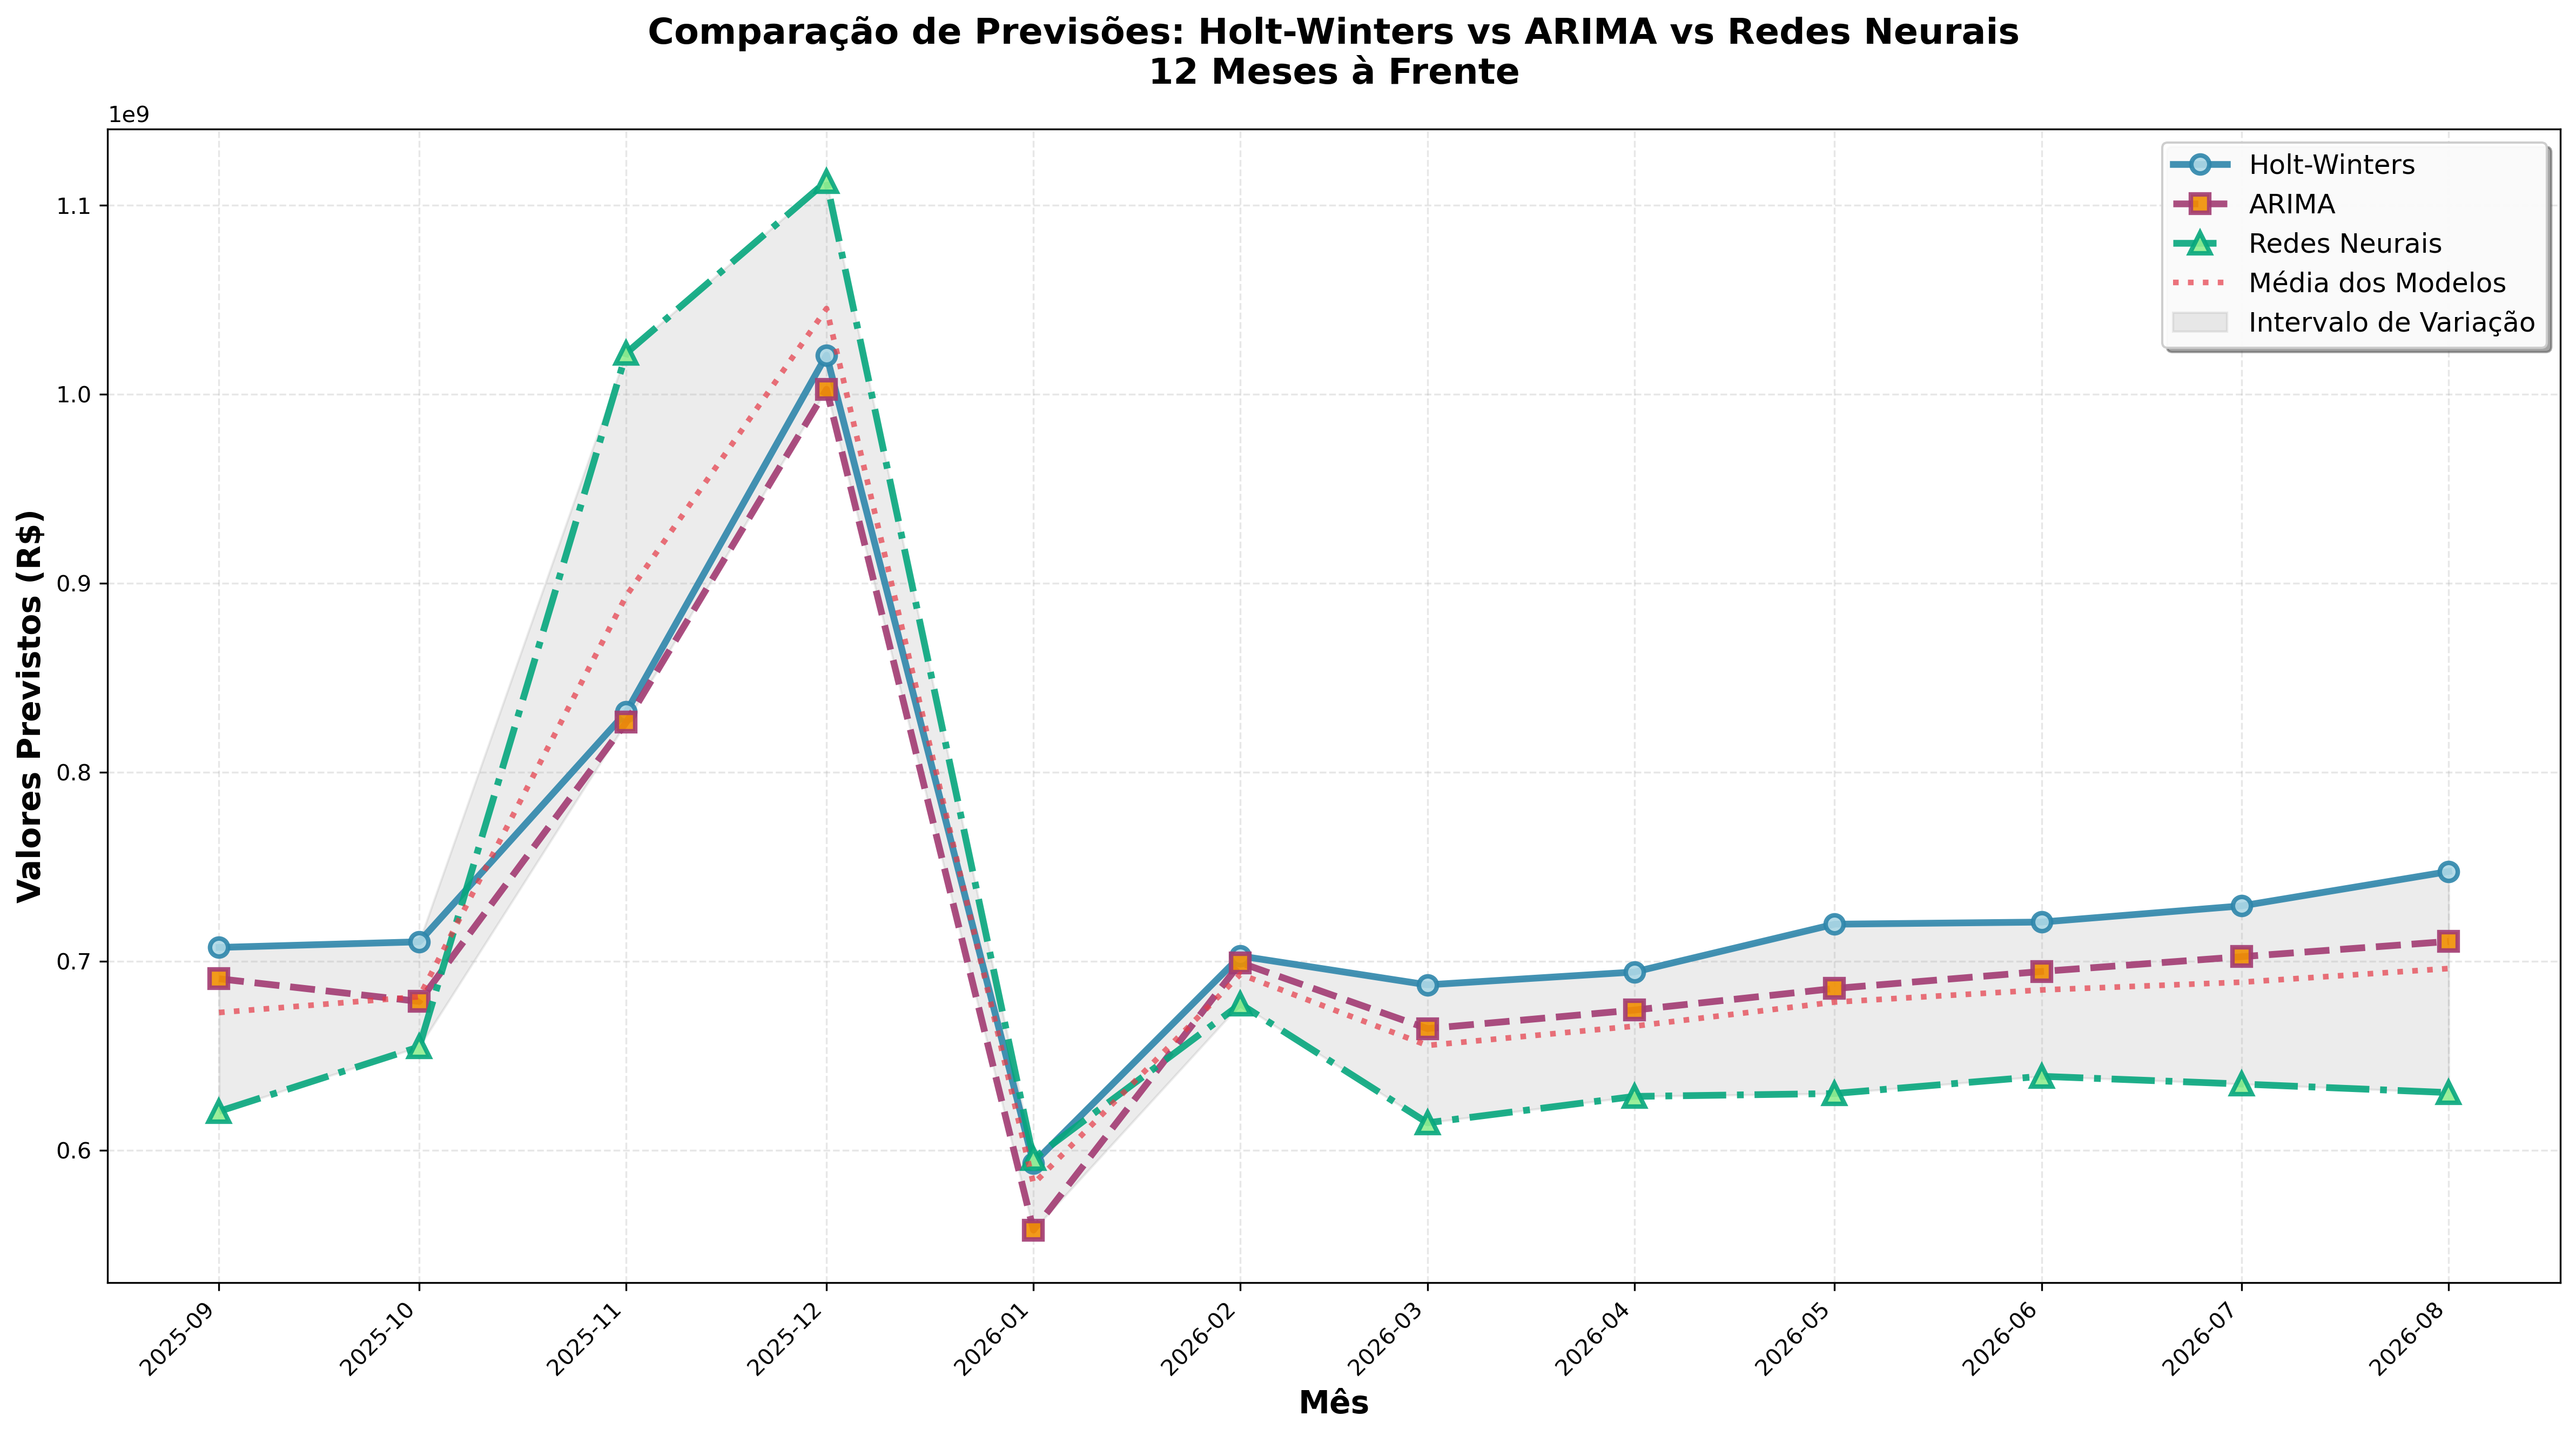 Comparação de Previsões: Holt-Winters vs ARIMA vs Redes Neurais
12 Meses à Frente
1e9
Holt-Winters
ARIMA
Redes Neurais
Média dos Modelos
Intervalo de Variação
Valores Previstos (R$)
1.1
1.0
0.9
0.8
0.7
0.6
2025-09
2025-10
2025-11
2025-12
2026-01
2026-02
2026-03
2026-04
2026-05
2026-06
2026-07
2026-08
Mês